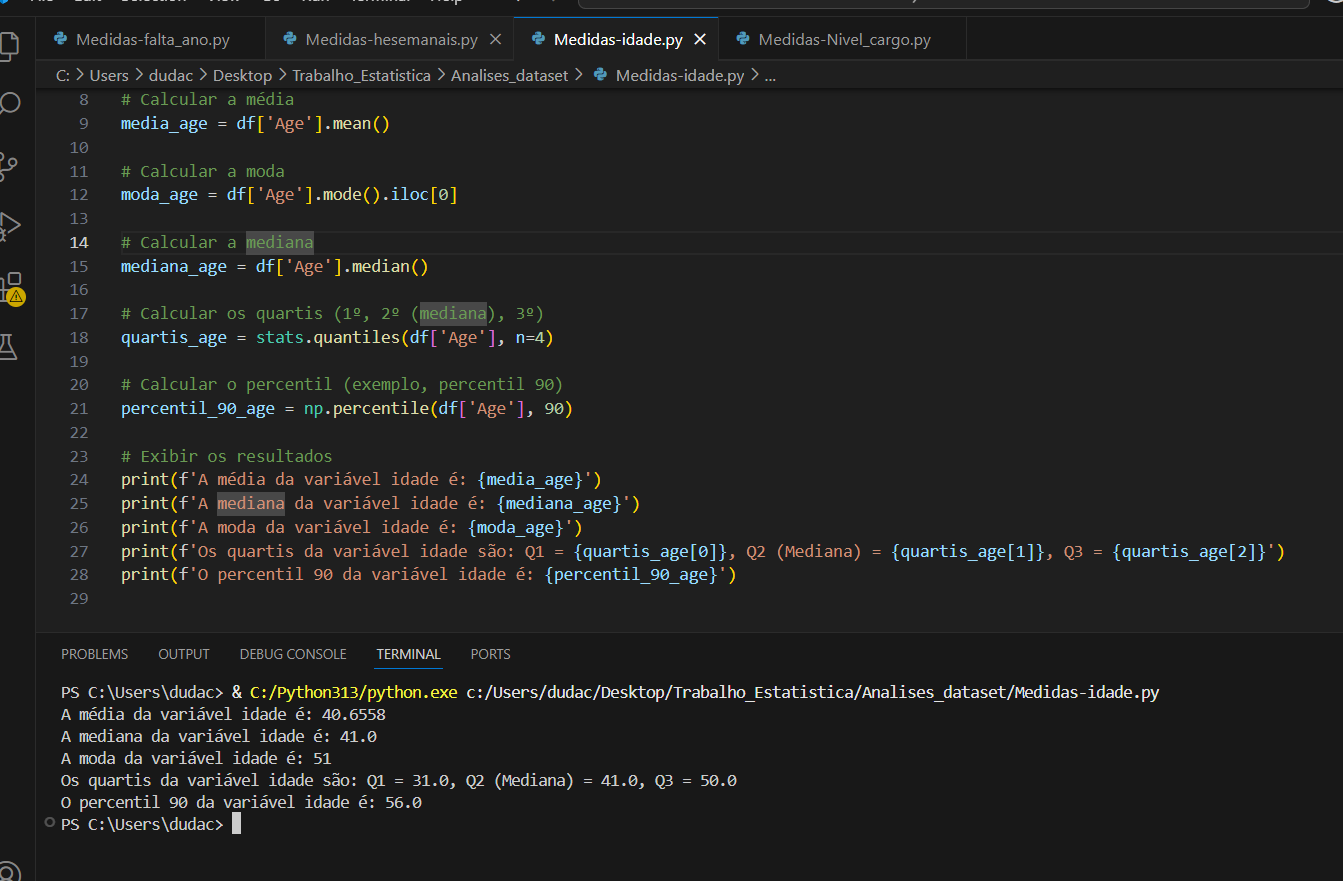 Medidas-falta_ano.py Medidas-hesemanais.py Medidas-idade.py Medidas-Nivel_cargo.py
C: > Users > dudac > Desktop > Trabalho_Estatistica > Analises_dataset > Medidas-idade.py > ...
8 # Calcular a média
9 media_age = df['Age'].mean()
10
11 # Calcular a moda
12 moda_age = df['Age'].mode().iloc[0]
13
14 # Calcular a mediana
15 mediana_age = df['Age'].median()
16
17 # Calcular os quartis (1º, 2º (mediana), 3º)
18 quartis_age = stats.quantiles(df['Age'], n=4)
19
20 # Calcular o percentil (exemplo, percentil 90)
21 percentil_90_age = np.percentile(df['Age'], 90)
22
23 # Exibir os resultados
24 print(f'A média da variável idade é: {media_age}')
25 print(f'A mediana da variável idade é: {mediana_age}')
26 print(f'A moda da variável idade é: {moda_age}')
27 print(f'Os quartis da variável idade são: Q1 = {quartis_age[0]}, Q2 (Mediana) = {quartis_age[1]}, Q3 = {quartis_age[2]}')
28 print(f'O percentil 90 da variável idade é: {percentil_90_age}')
29
PROBLEMS OUTPUT DEBUG CONSOLE TERMINAL PORTS
PS C:\Users\dudac> & C:/Python313/python.exe c:/Users/dudac/Desktop/Trabalho_Estatistica/Analises_dataset/Medidas-idade.py
A média da variável idade é: 40.6558
A mediana da variável idade é: 41.0
A moda da variável idade é: 51
Os quartis da variável idade são: Q1 = 31.0, Q2 (Mediana) = 41.0, Q3 = 50.0
O percentil 90 da variável idade é: 56.0
PS C:\Users\dudac>